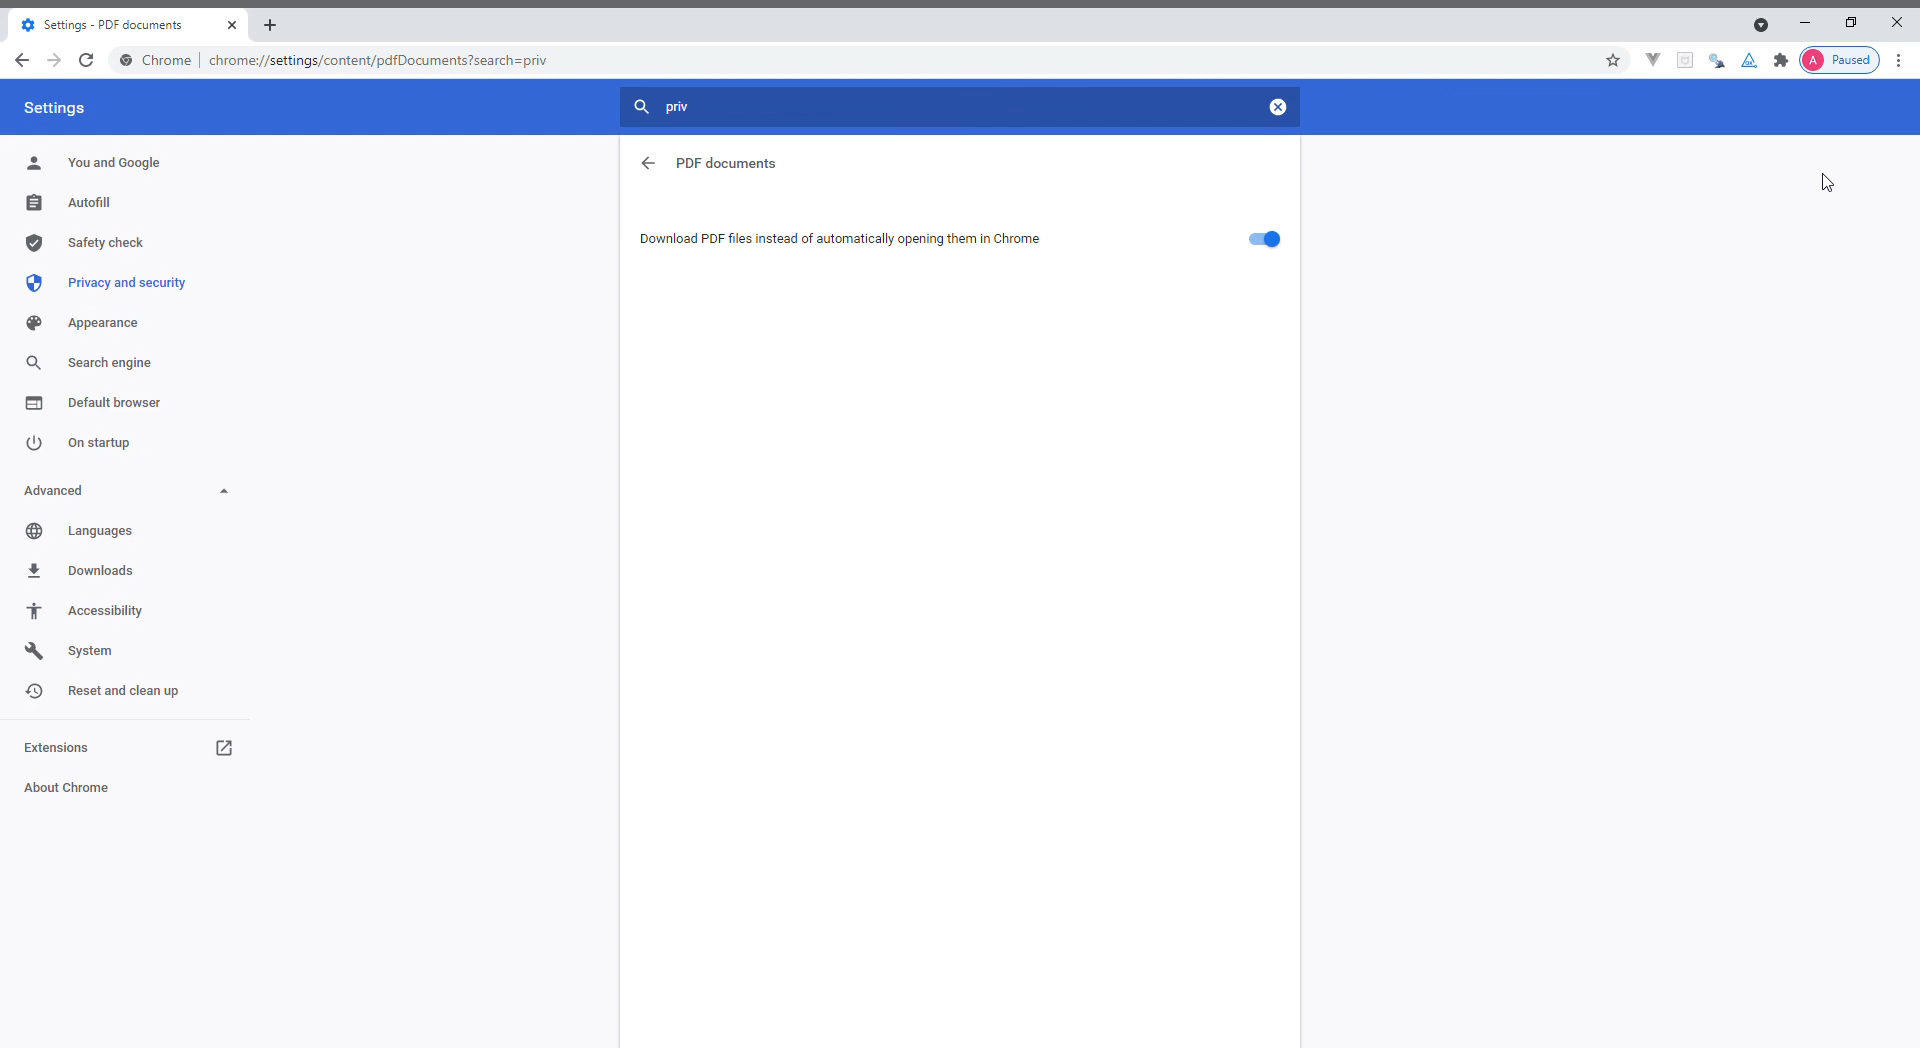 Settings - PDF documents
Chrome
chrome://settings/content/pdfDocuments?search=priv
A
Paused
Settings
priv
You and Google
Autofill
Safety check
Privacy and security
Appearance
Search engine
Default browser
On startup
Advanced
Languages
Downloads
Accessibility
System
Reset and clean up
Extensions
About Chrome
PDF documents
Download PDF files instead of automatically opening them in Chrome